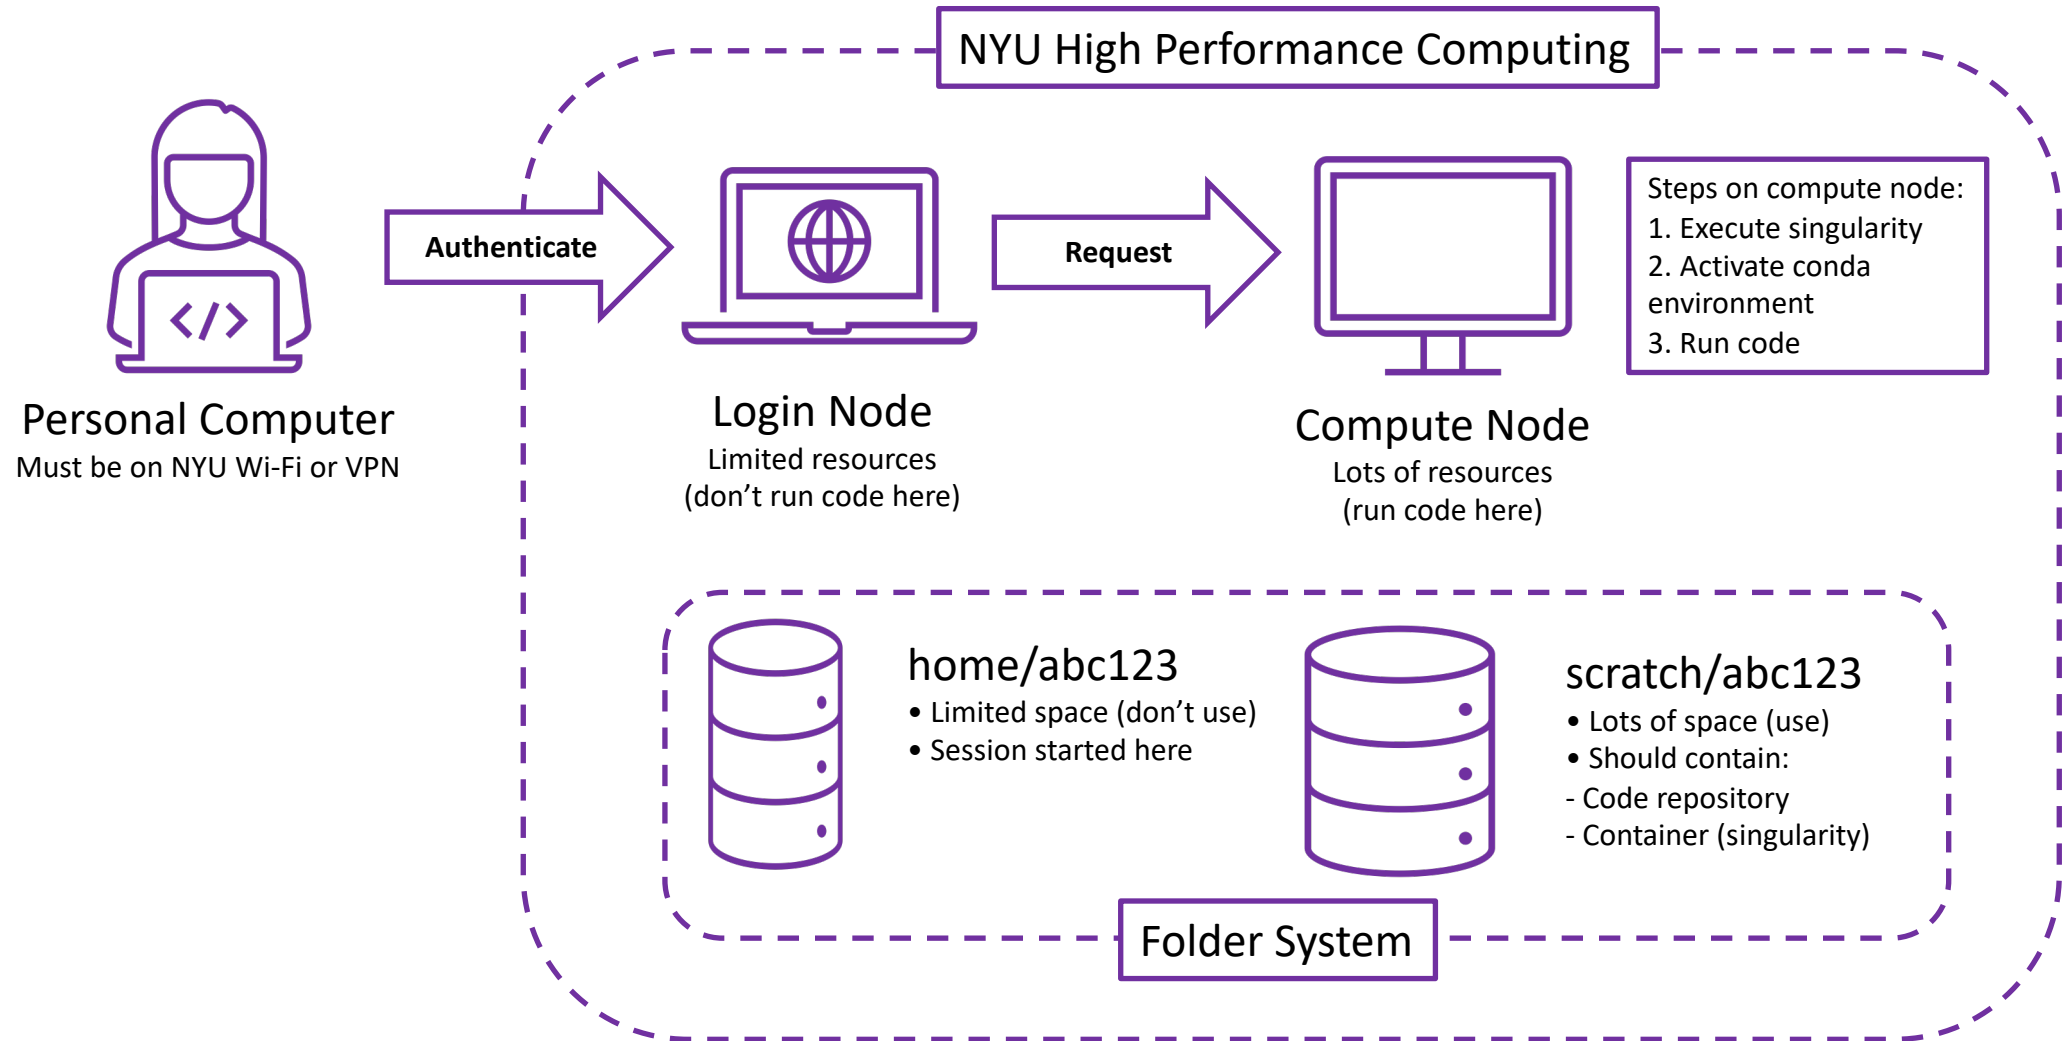 NYU High Performance Computing
Authenticate
Request
Steps on compute node:
1. Execute singularity
2. Activate conda
environment
3. Run code
</>
Personal Computer
Must be on NYU Wi-Fi or VPN
Login Node
Limited resources
(don’t run code here)
Compute Node
Lots of resources
(run code here)
home/abc123
• Limited space (don’t use)
• Session started here
scratch/abc123
• Lots of space (use)
• Should contain:
- Code repository
- Container (singularity)
Folder System